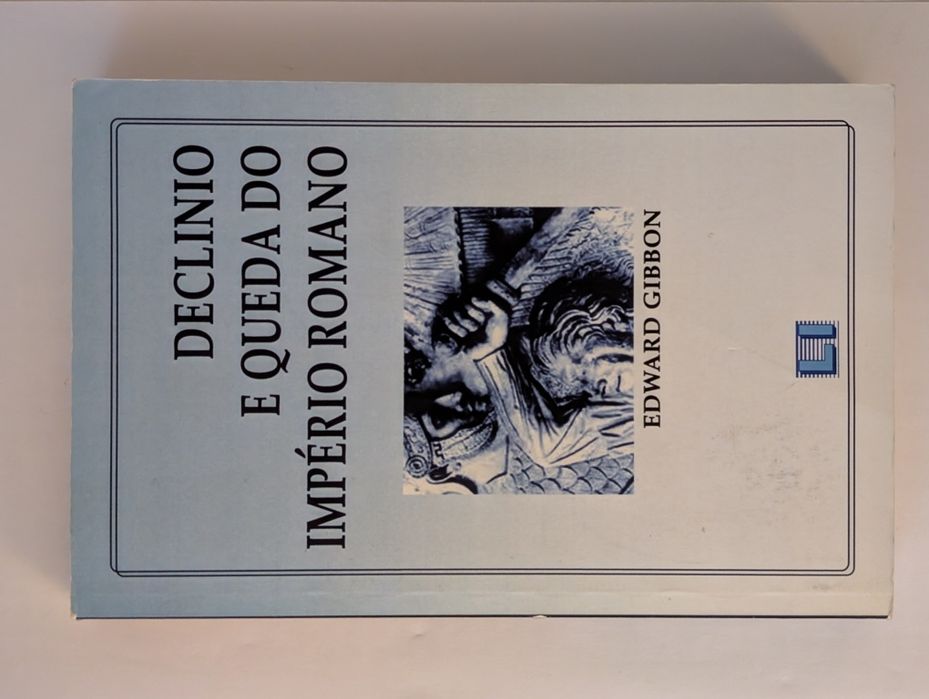 DECLINIO
E QUEDA DO
IMPÉRIO ROMANO
EDWARD GIBBON